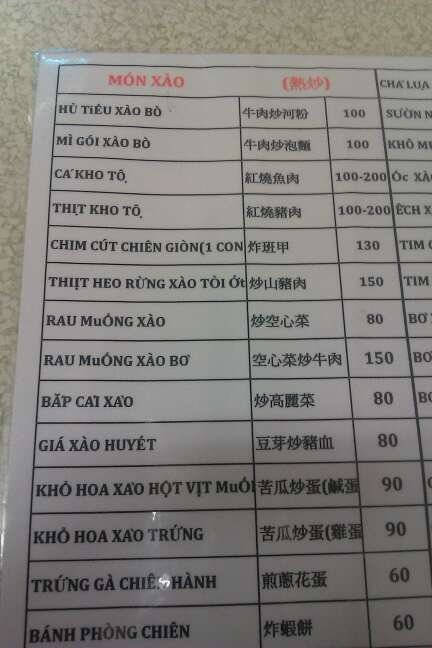 MÓN XÀO (熱炒) CHẢ LỤA
HỦ TIẾU XÀO BÒ 牛肉炒河粉 100 SƯỜN N
MÌ GÓI XÀO BÒ 牛肉炒泡麵 100 KHÔ MỰ
CÁ KHO TỘ 紅燒魚肉 100-200 ỐC XÀO
THỊT KHO TỘ 紅燒豬肉 100-200 ẾCH X
CHIM CÚT CHIÊN GIÒN(1 CON 炸班甲 130 TIM
THỊT HEO RỪNG XÀO TỎI ỚT 炒山豬肉 150 TIM
RAU MuỐNG XÀO 炒空心菜 80
RAU MuỐNG XÀO BƠ 空心菜炒牛肉 150
BẮP CẢI XÀO 炒高麗菜 80
GIÁ XÀO HUYẾT 豆芽炒豬血 80
KHỔ HOA XÀO HỘT VỊT MuỐI 苦瓜炒蛋(鹹蛋 90
KHỔ HOA XÀO TRỨNG 苦瓜炒蛋(雞蛋 90
TRỨNG GÀ CHIÊN HÀNH 煎蔥花蛋 60
BÁNH PHỒNG CHIÊN 炸蝦餅 60